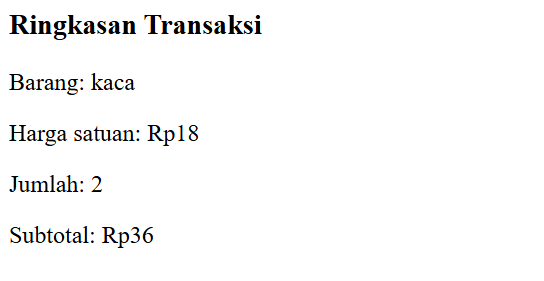 Ringkasan Transaksi
Barang: kaca
Harga satuan: Rp18
Jumlah: 2
Subtotal: Rp36